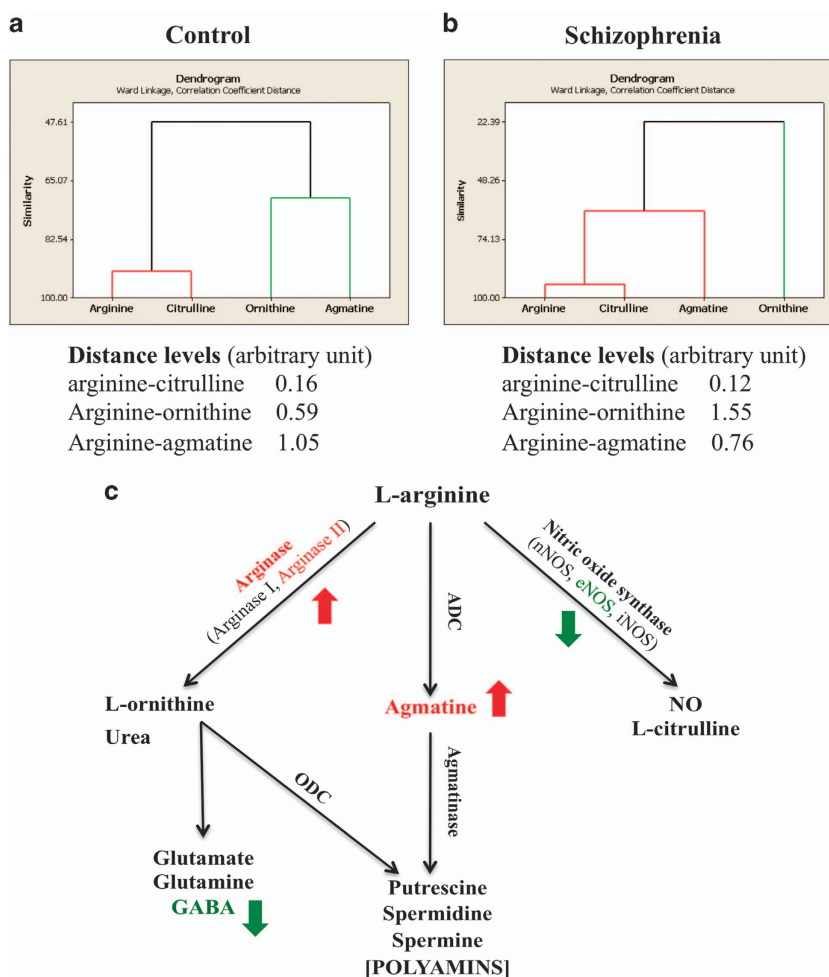 a
Control
Dendrogram
Ward Linkage, Correlation Coefficient Distance
47.61
65.07
82.54
100.00
Similarity
Arginine Citrulline Ornithine Agmatine
Distance levels (arbitrary unit)
arginine-citrulline 0.16
Arginine-ornithine 0.59
Arginine-agmatine 1.05
b
Schizophrenia
Dendrogram
Ward Linkage, Correlation Coefficient Distance
22.39
48.26
74.13
100.00
Similarity
Arginine Citrulline Agmatine Ornithine
Distance levels (arbitrary unit)
arginine-citrulline 0.12
Arginine-ornithine 1.55
Arginine-agmatine 0.76
c
L-arginine
Arginase
(Arginase I, Arginase II)
ADC
Nitric oxide synthase
(nNOS, eNOS, iNOS)
L-ornithine
Urea
Agmatine
NO
L-citrulline
ODC
Agmatinase
Glutamate
Glutamine
GABA
Putrescine
Spermidine
Spermine
[POLYAMINS]